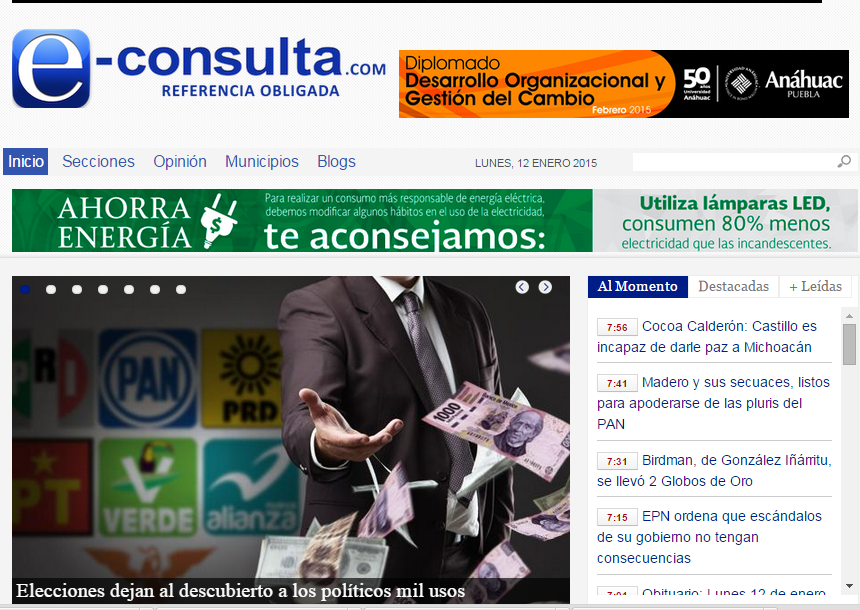 e-consulta.com
REFERENCIA OBLIGADA
Diplomado
Desarrollo Organizacional y
Gestión del Cambio
Febrero 2015
50
años
Universidad
Anáhuac
Anáhuac
PUEBLA
Inicio Secciones Opinión Municipios Blogs LUNES, 12 ENERO 2015
AHORRA
ENERGÍA
Para realizar un consumo más responsable de energía eléctrica,
debemos modificar algunos hábitos en el uso de la electricidad,
te aconsejamos:
Utiliza lámparas LED,
consumen 80% menos
electricidad que las incandescentes.
PRI
PAN
PRD
PT
VERDE
nueva
alianza
1000
Elecciones dejan al descubierto a los políticos mil usos
Al Momento Destacadas + Leídas
7:56 Cocoa Calderón: Castillo es
incapaz de darle paz a Michoacán
7:41 Madero y sus secuaces, listos
para apoderarse de las pluris del
PAN
7:31 Birdman, de González Iñárritu,
se llevó 2 Globos de Oro
7:15 EPN ordena que escándalos
de su gobierno no tengan
consecuencias
7:01 Obituario: Lunes 12 de enero